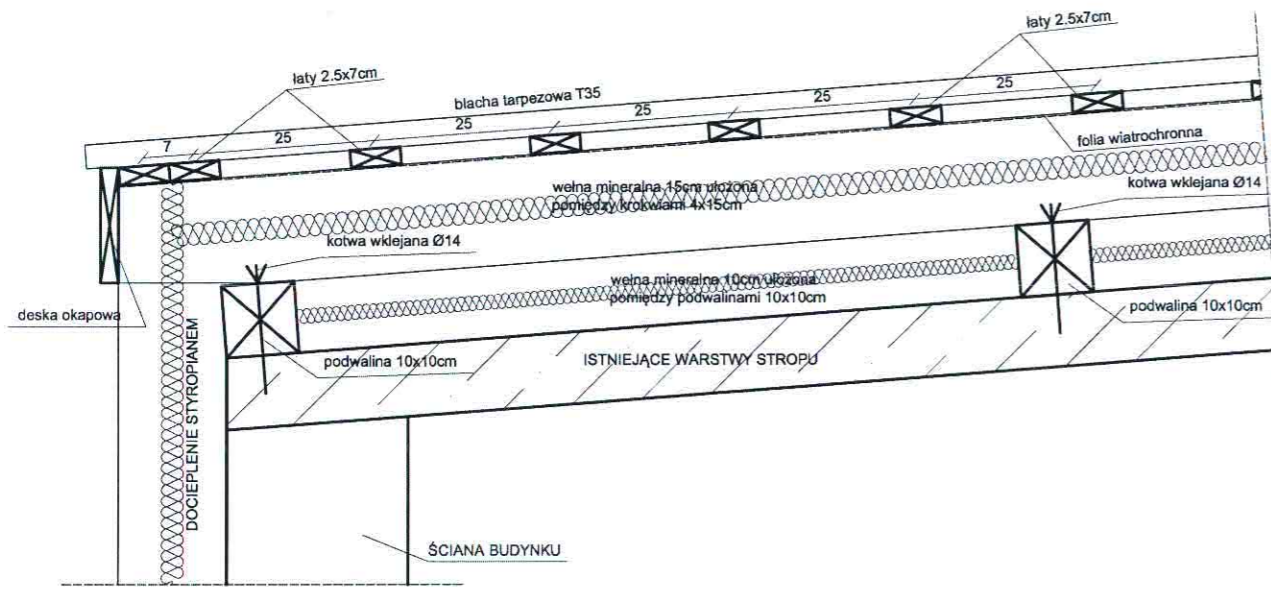 łaty 2.5x7cm
łaty 2.5x7cm
blacha tarpezowa T35
7
25
25
25
25
25
folia wiatrochronna
wełna mineralna 15cm ułożona
pomiędzy krokwiami 4x15cm
kotwa wklejana Ø14
kotwa wklejana Ø14
wełna mineralna 10cm ułożona
pomiędzy podwalinami 10x10cm
deska okapowa
podwalina 10x10cm
podwalina 10x10cm
ISTNIEJĄCE WARSTWY STROPU
DOCIEPLENIE STYROPIANEM
ŚCIANA BUDYNKU